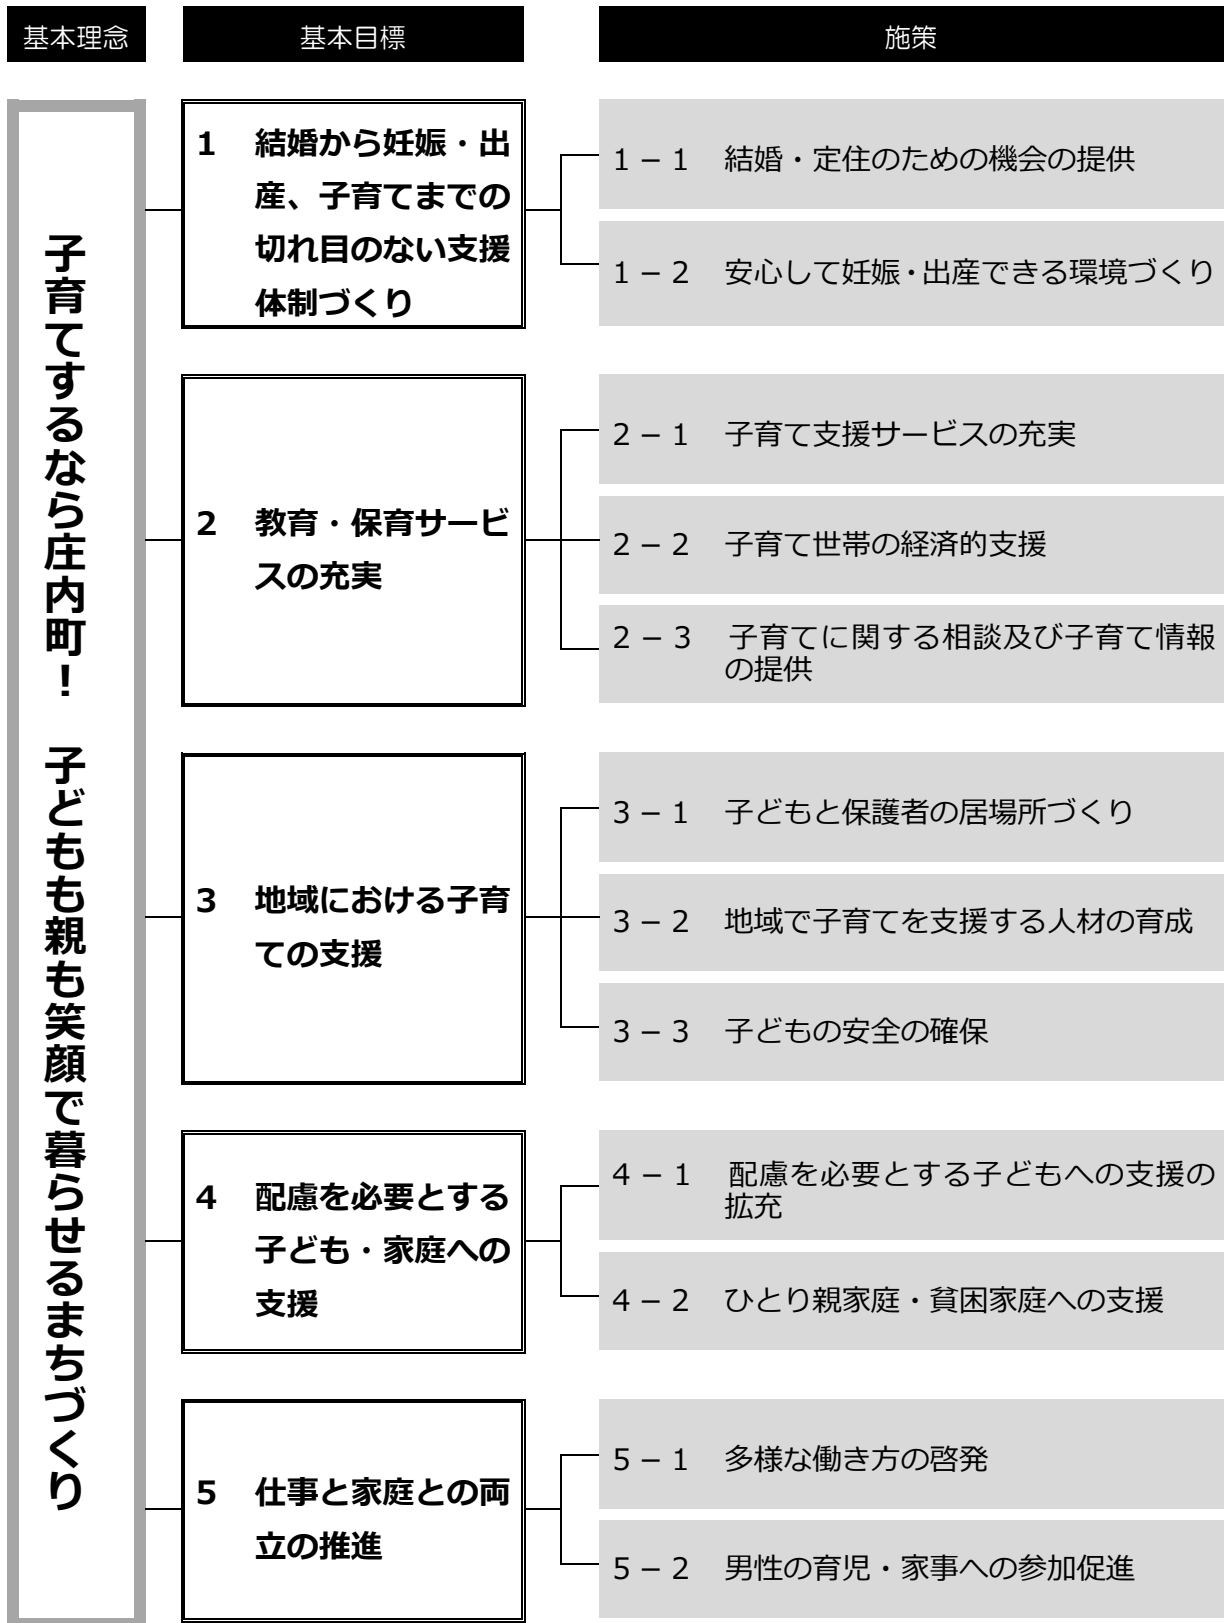 基本理念
基本目標
施策
子育てするなら庄内町！　子どもも親も笑顔で暮らせるまちづくり
1　結婚から妊娠・出
産、子育てまでの
切れ目のない支援
体制づくり
1－1　結婚・定住のための機会の提供
1－2　安心して妊娠・出産できる環境づくり
2　教育・保育サービ
スの充実
2－1　子育て支援サービスの充実
2－2　子育て世帯の経済的支援
2－3　子育てに関する相談及び子育て情報
の提供
3　地域における子育
ての支援
3－1　子どもと保護者の居場所づくり
3－2　地域で子育てを支援する人材の育成
3－3　子どもの安全の確保
4　配慮を必要とする
子ども・家庭への
支援
4－1　配慮を必要とする子どもへの支援の
拡充
4－2　ひとり親家庭・貧困家庭への支援
5　仕事と家庭との両
立の推進
5－1　多様な働き方の啓発
5－2　男性の育児・家事への参加促進